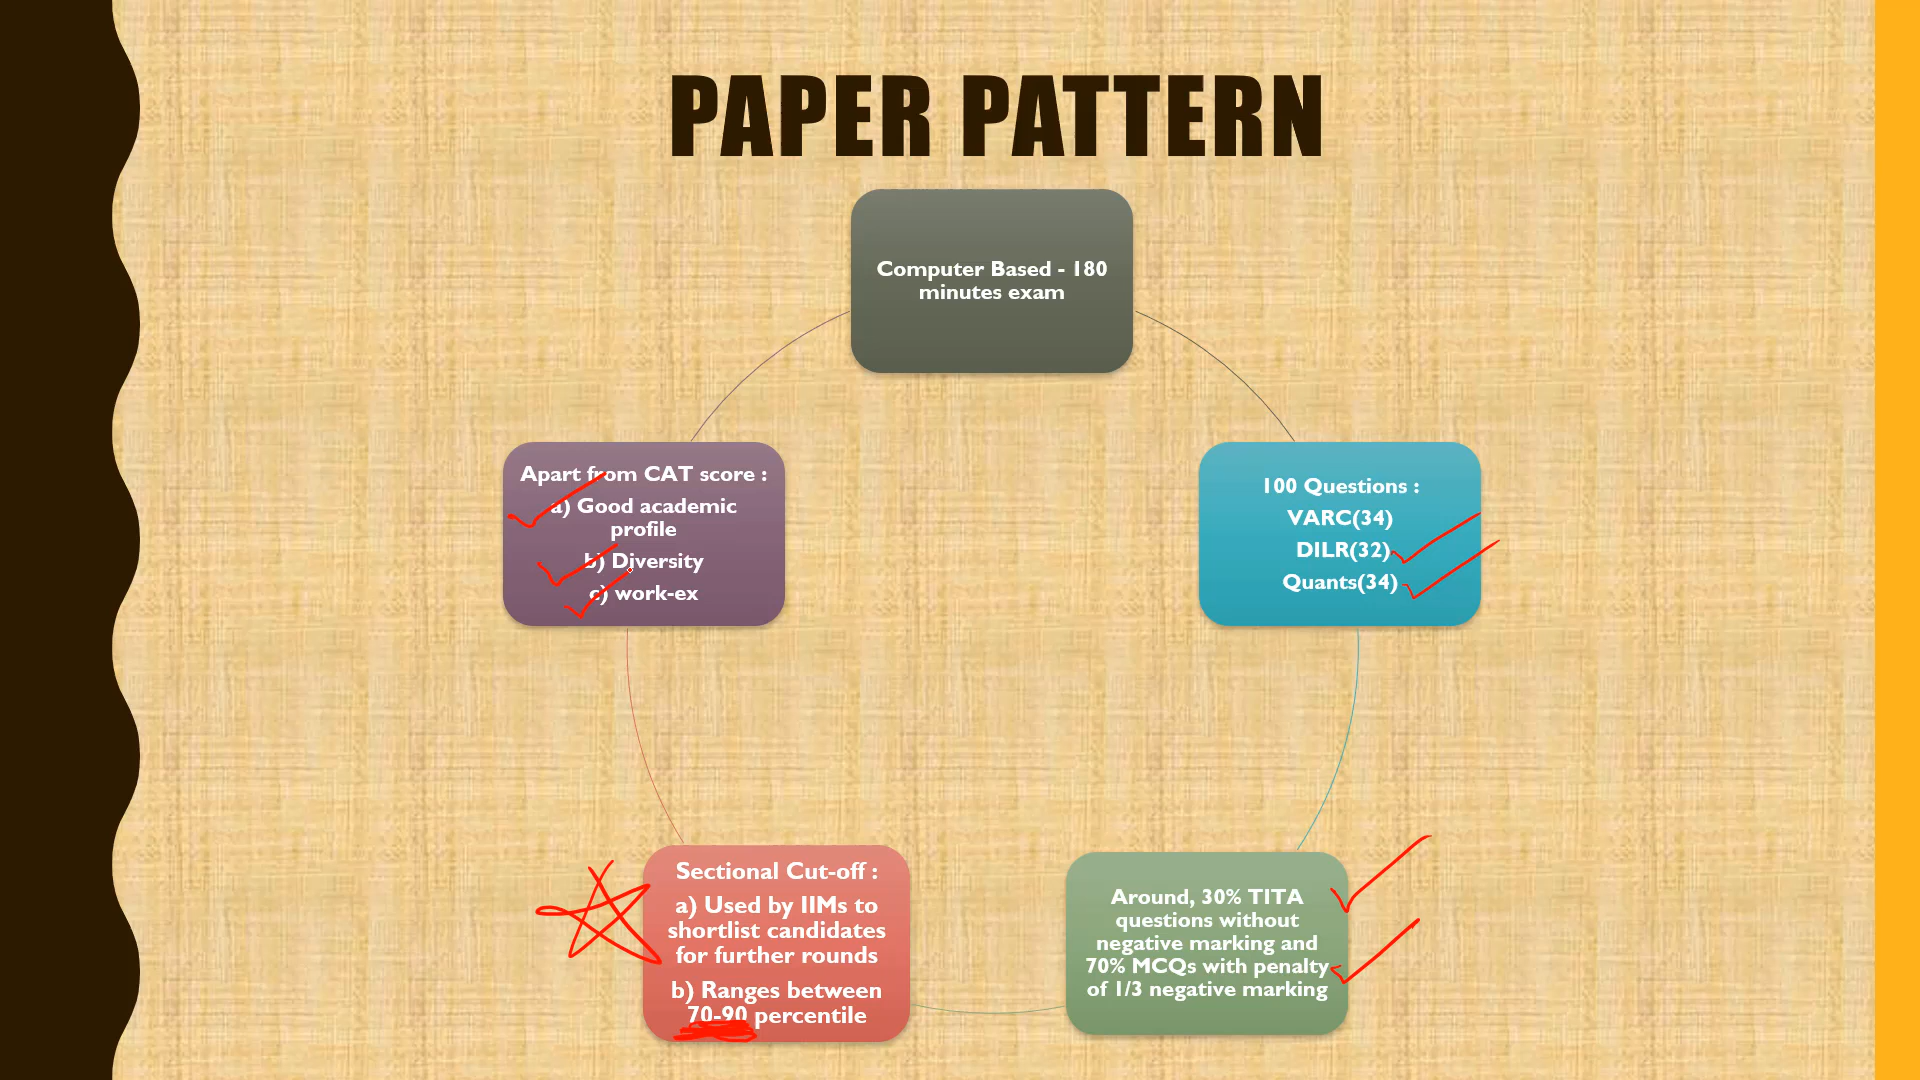 PAPER PATTERN
Computer Based - 180
minutes exam
100 Questions :
VARC(34)
DILR(32)
Quants(34)
Around, 30% TITA
questions without
negative marking and
70% MCQs with penalty
of 1/3 negative marking
Sectional Cut-off :
a) Used by IIMs to
shortlist candidates
for further rounds
b) Ranges between
70-90 percentile
Apart from CAT score :
a) Good academic
profile
b) Diversity
c) work-ex